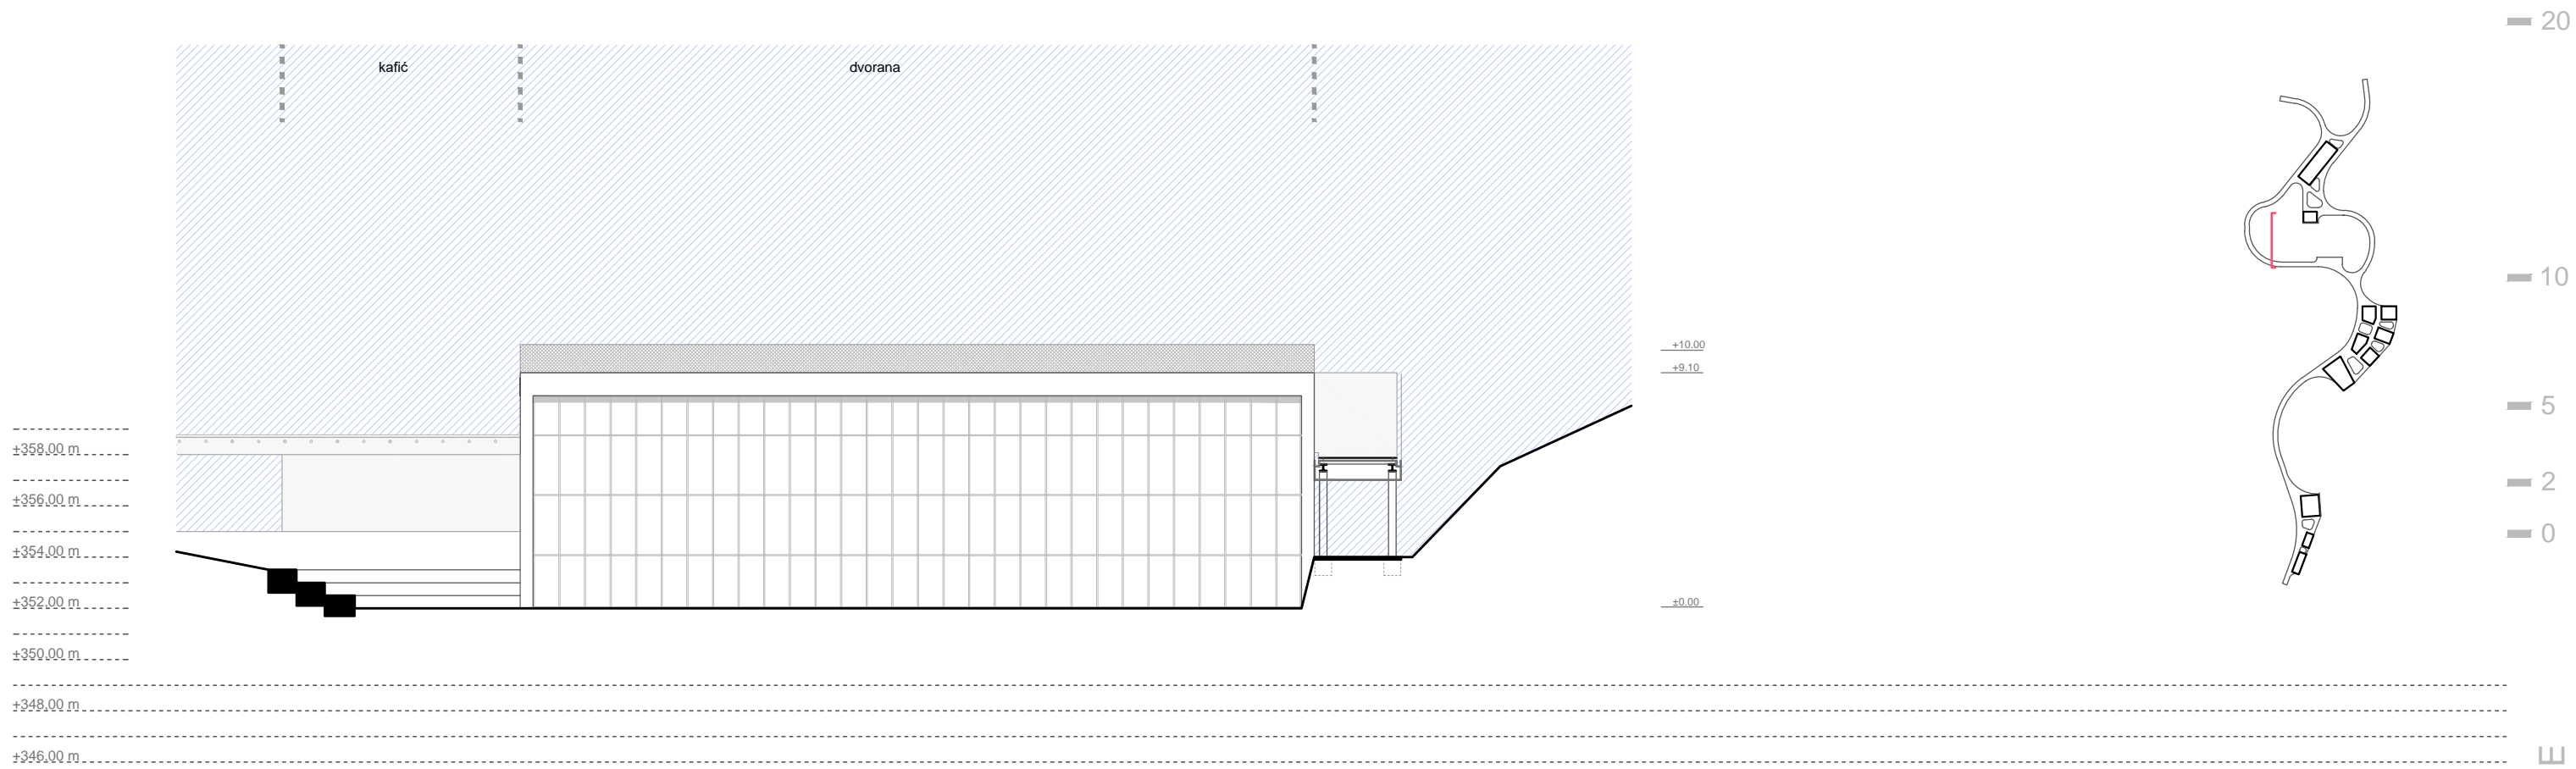 20
kafić
dvorana
10
+10.00
+9.10
5
+358,00 m
2
+356,00 m
0
+354,00 m
+352,00 m
±0.00
+350,00 m
+348,00 m
+346,00 m
E